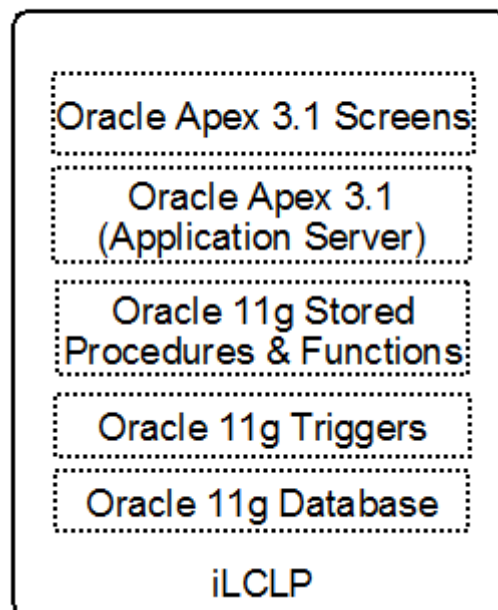 Oracle Apex 3.1 Screens
Oracle Apex 3.1
(Application Server)
Oracle 11g Stored
Procedures & Functions
Oracle 11g Triggers
Oracle 11g Database
iLCLP